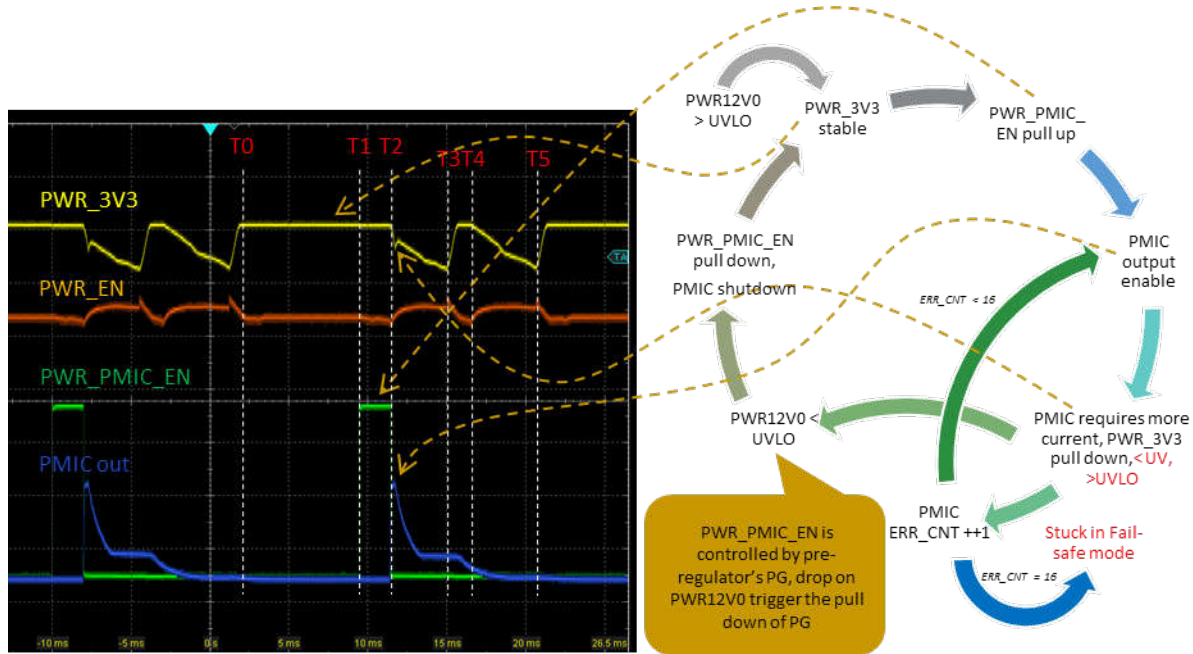 T0
T1
T2
T3
T4
T5
PWR_3V3
PWR_EN
PWR_PMIC_EN
PMIC out
TA
-10 ms
-5 ms
0 s
5 ms
10 ms
15 ms
20 ms
26.5 ms
PWR12V0
> UVLO
PWR_3V3
stable
PWR_PMIC_
EN pull up
PMIC
output
enable
PWR_PMIC_EN
pull down,
PMIC shutdown
ERR_CNT < 16
PWR12V0 <
UVLO
PMIC requires more
current, PWR_3V3
pull down,<UV,
>UVLO
PMIC
ERR_CNT ++1
Stuck in Fail-
safe mode
ERR_CNT = 16
PWR_PMIC_EN is
controlled by pre-
regulator's PG, drop on
PWR12V0 trigger the pull
down of PG